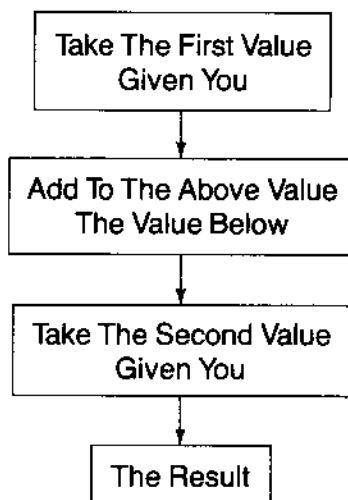 Take The First Value
Given You
Add To The Above Value
The Value Below
Take The Second Value
Given You
The Result